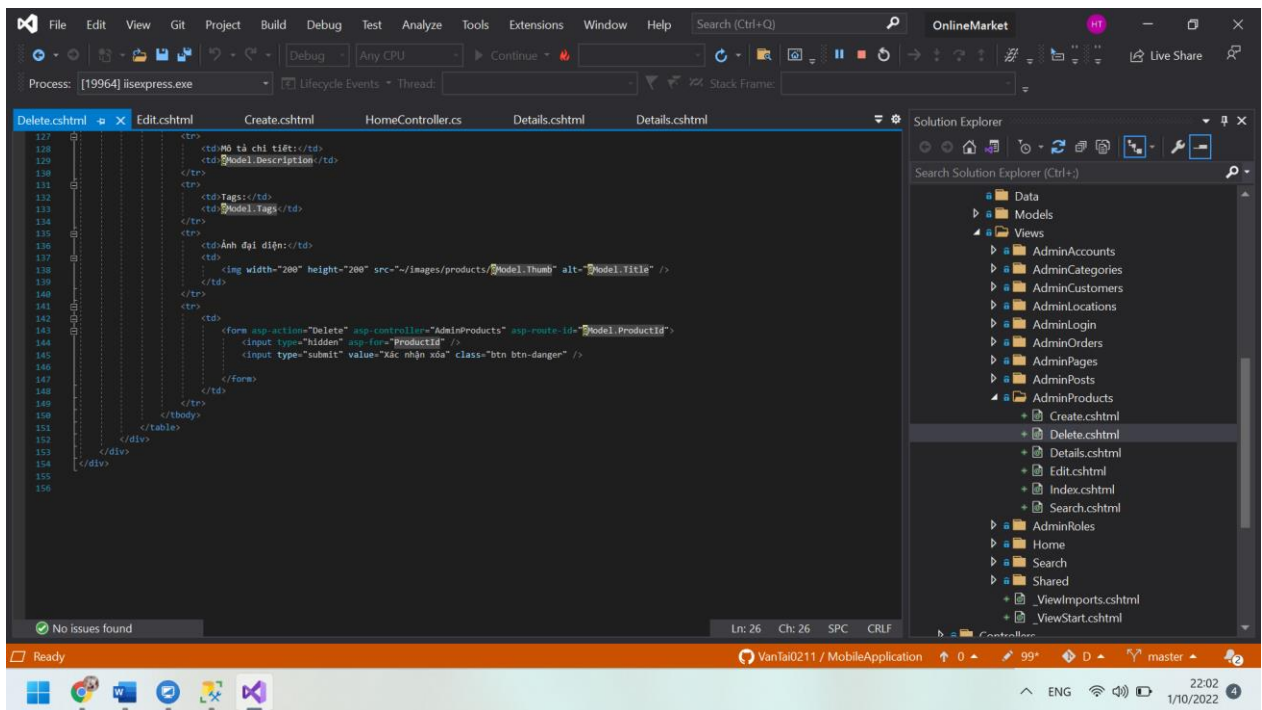 File Edit View Git Project Build Debug Test Analyze Tools Extensions Window Help Search (Ctrl+Q) OnlineMarket HT
Debug Any CPU Continue Live Share
Process: [19964] iisexpress.exe Lifecycle Events Thread: Stack Frame:
Delete.cshtml Edit.cshtml Create.cshtml HomeController.cs Details.cshtml Details.cshtml
127 <tr>
128 <td>Mô tả chi tiết:</td>
129 <td>@Model.Description</td>
130 </tr>
131 <tr>
132 <td>Tags:</td>
133 <td>@Model.Tags</td>
134 </tr>
135 <tr>
136 <td>Ảnh đại diện:</td>
137 <td>
138 <img width="200" height="200" src="~/images/products/@Model.Thumb" alt="@Model.Title" />
139 </td>
140 </tr>
141 <tr>
142 <td>
143 <form asp-action="Delete" asp-controller="AdminProducts" asp-route-id="@Model.ProductId">
144 <input type="hidden" asp-for="ProductId" />
145 <input type="submit" value="Xác nhận xóa" class="btn btn-danger" />
146
147 </form>
148 </td>
149 </tr>
150 </tbody>
151 </table>
152 </div>
153 </div>
154 </div>
155
156
No issues found Ln: 26 Ch: 26 SPC CRLF
Solution Explorer
Search Solution Explorer (Ctrl+;)
Data
Models
Views
AdminAccounts
AdminCategories
AdminCustomers
AdminLocations
AdminLogin
AdminOrders
AdminPages
AdminPosts
AdminProducts
Create.cshtml
Delete.cshtml
Details.cshtml
Edit.cshtml
Index.cshtml
Search.cshtml
AdminRoles
Home
Search
Shared
_ViewImports.cshtml
_ViewStart.cshtml
Controllers
Ready VanTai0211 / MobileApplication 0 99+ D master 2
ENG 22:02 4
1/10/2022